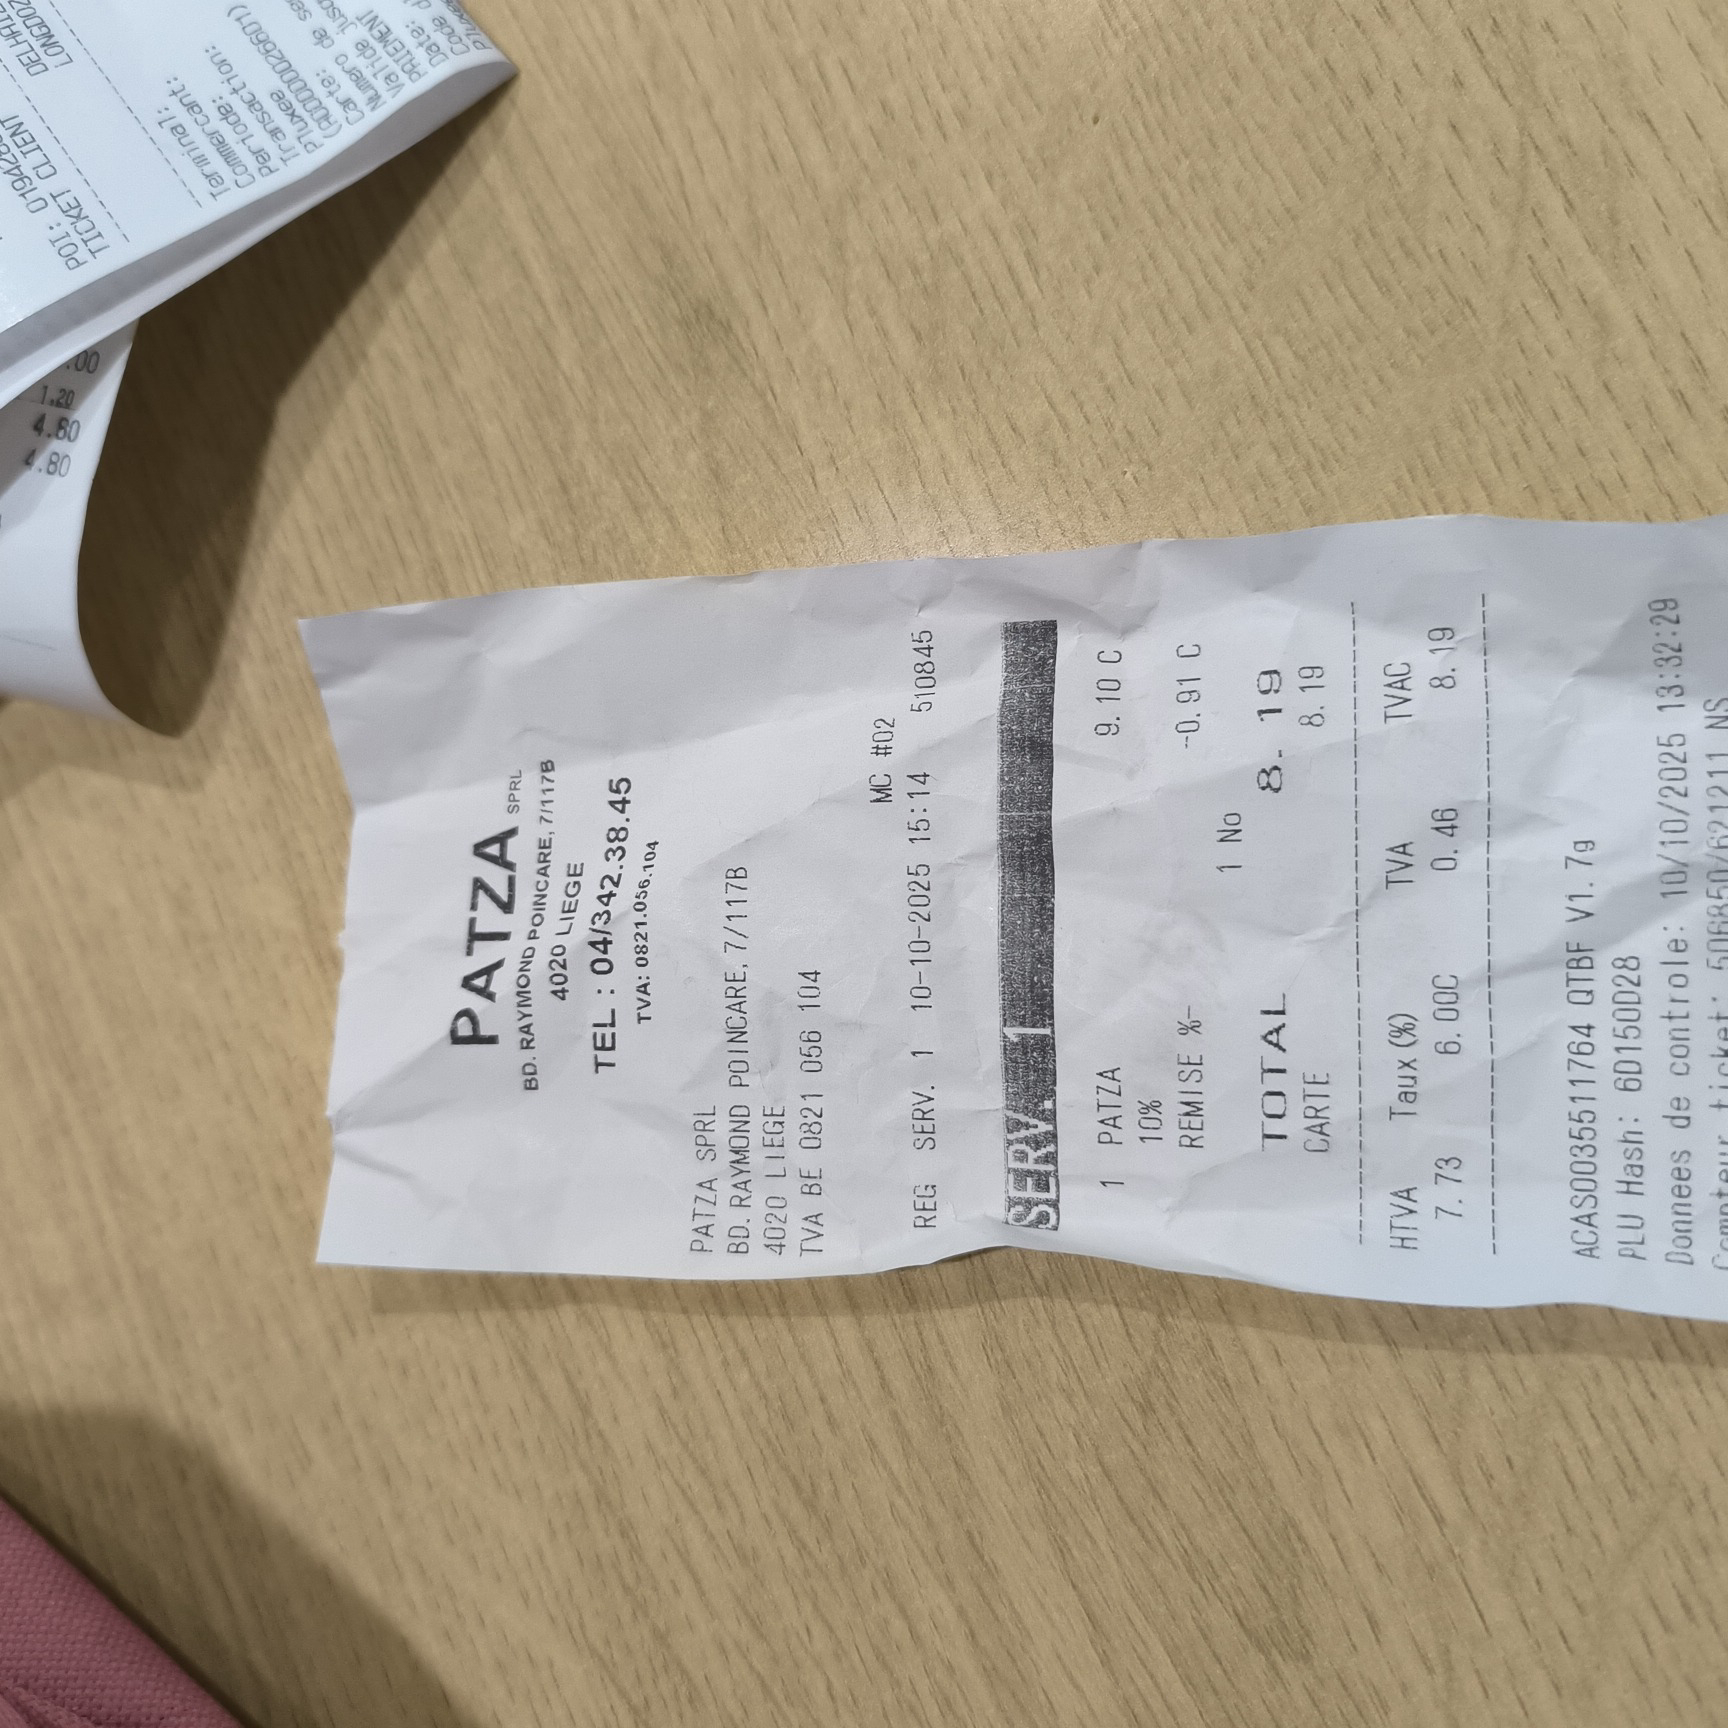 PATZA SPRL
BD. RAYMOND POINCARE, 7/117B
4020 LIEGE
TEL : 04/342.38.45
TVA: 0821.056.104
PATZA SPRL
BD. RAYMOND POINCARE, 7/117B
4020 LIEGE
TVA BE 0821 056 104
MC #02
REG SERV. 1 10-10-2025 15:14 510845
SERV. 1
1 PATZA 9.10 C
10%
REMISE %- -0.91 C
1 No
TOTAL 8.19
CARTE 8.19
HTVA Taux(%) TVA TVAC
7.73 6.00C 0.46 8.19
ACAS0035511764 QTBF V1.7g
PLU Hash: 6D150D28
Donnees de controle: 10/10/2025 13:32:29
ticket:
POI:
TICKET CLIENT
Terminal:
Commercant:
Periode:
Transaction:
Pluxee
Carte:
Numero de
Valide
PAIEMENT
Date:
Code
.00
1.20
4.80
4.80